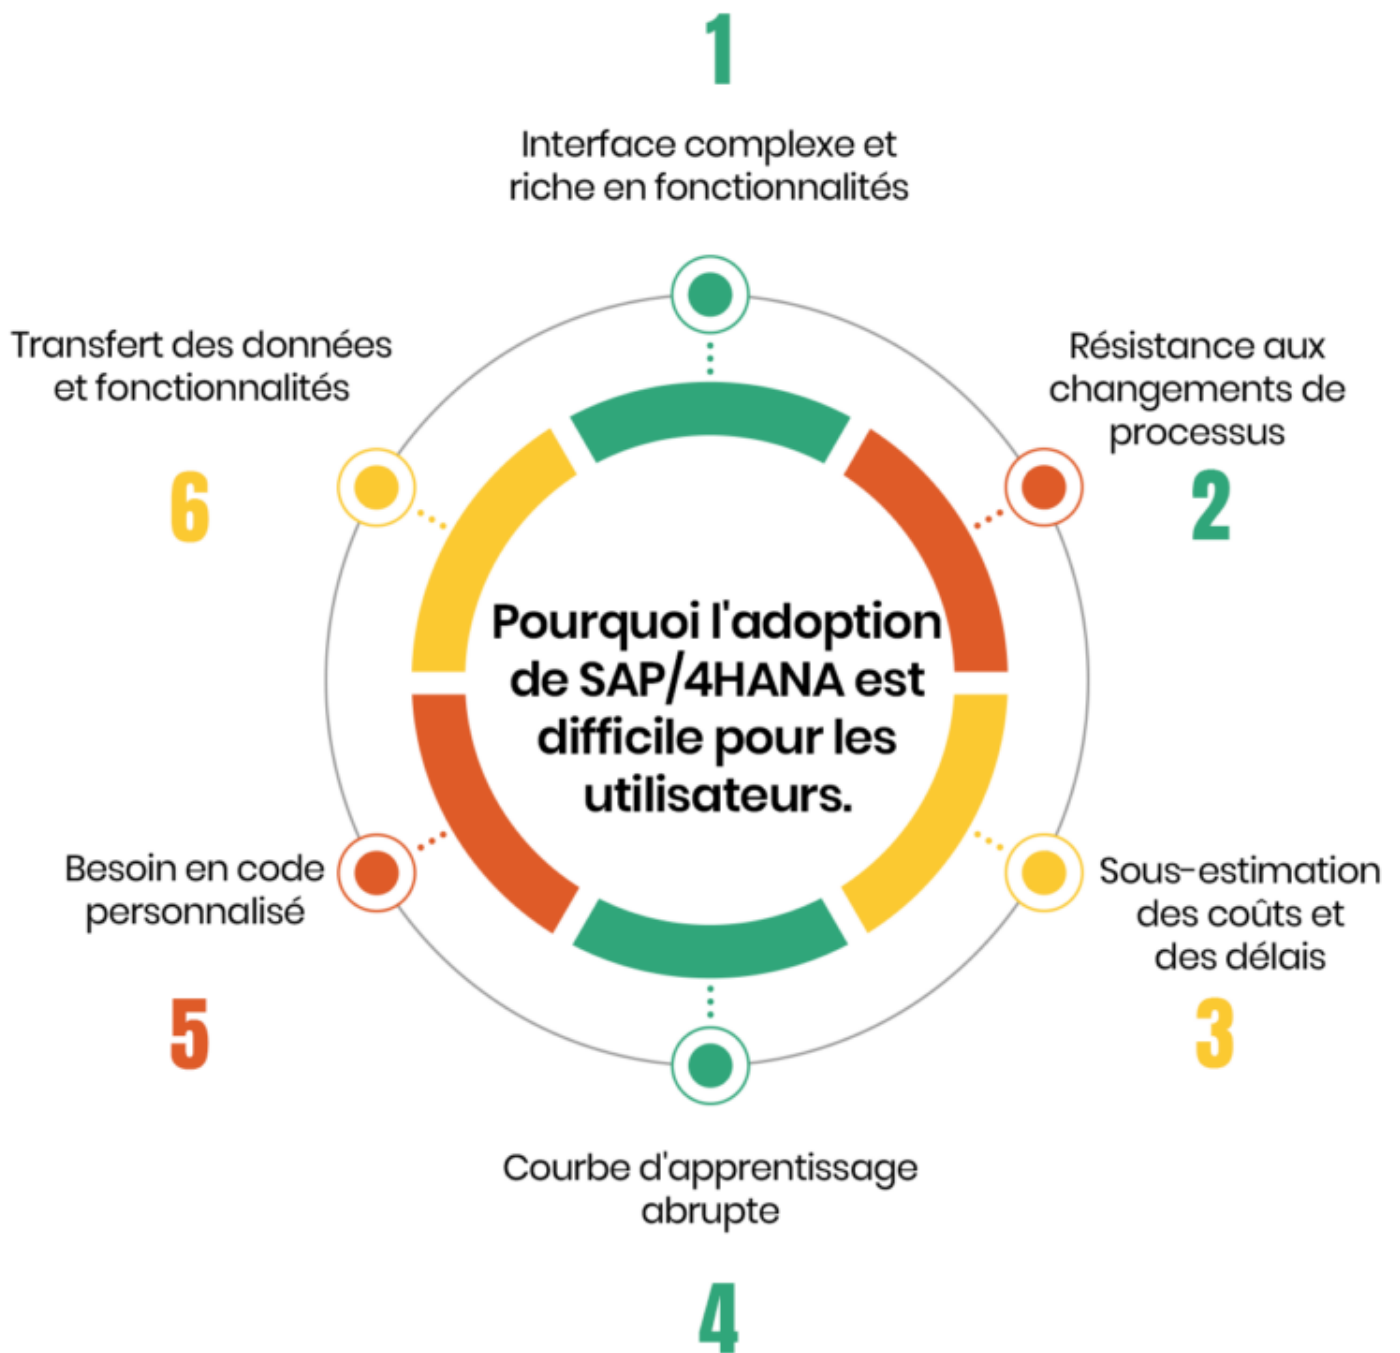 1
Interface complexe et
riche en fonctionnalités
Résistance aux
changements de
processus
2
Sous-estimation
des coûts et
des délais
3
Courbe d'apprentissage
abrupte
4
Besoin en code
personnalisé
5
Transfert des données
et fonctionnalités
6
Pourquoi l'adoption
de SAP/4HANA est
difficile pour les
utilisateurs.